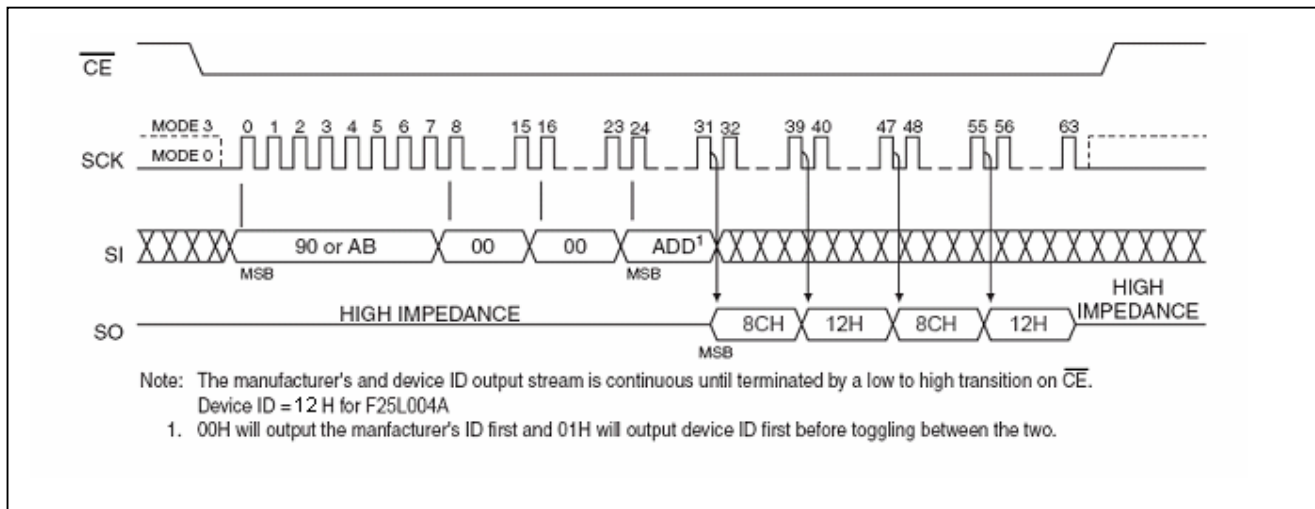 CE
MODE 3 0 1 2 3 4 5 6 7 8 15 16 23 24 31 32 39 40 47 48 55 56 63
SCK MODE 0
SI 90 or AB 00 00 ADD1
MSB MSB
HIGH IMPEDANCE
HIGH IMPEDANCE
SO 8CH 12H 8CH 12H
MSB
Note: The manufacturer's and device ID output stream is continuous until terminated by a low to high transition on CE.
Device ID = 12 H for F25L004A
1. 00H will output the manfacturer's ID first and 01H will output device ID first before toggling between the two.